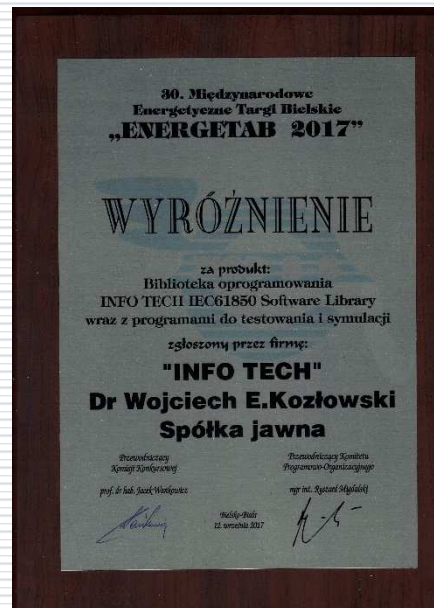 30. Międzynarodowe
Energetyczne Targi Bielskie
„ENERGETAB 2017”
WYRÓŻNIENIE
za produkt:
Biblioteka oprogramowania
INFO TECH IEC61850 Software Library
wraz z programami do testowania i symulacji
zgłoszony przez firmę:
"INFO TECH"
Dr Wojciech E.Kozłowski
Spółka jawna
Przewodniczący
Komisji Konkursowej
prof. dr hab. Jacek Wańkowicz
Przewodniczący Komitetu
Programowo-Organizacyjnego
mgr inż. Ryszard Migdalski
Bielsko-Biała
12. września 2017